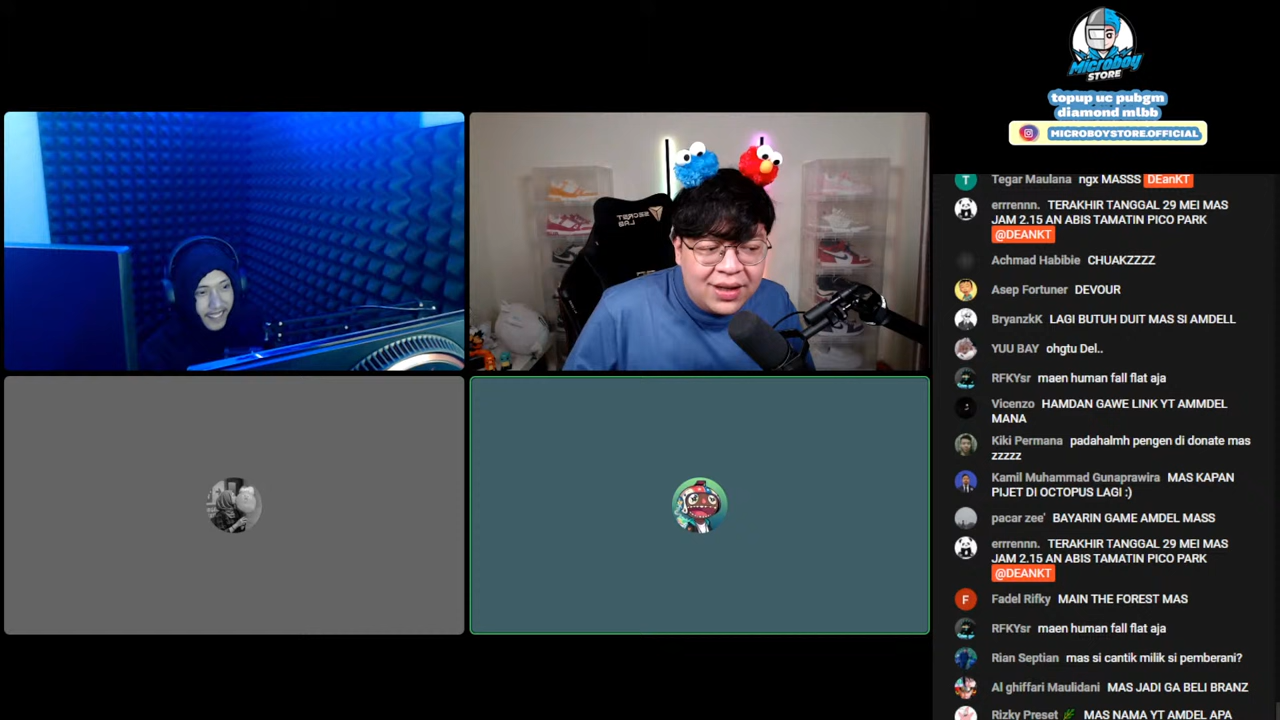 MicroBoy
STORE
topup uc pubgm
diamond mlbb
MICROBOYSTORE.OFFICIAL
SECRET
LAB
T Tegar Maulana ngx MASSS DEanKT
errrennn. TERAKHIR TANGGAL 29 MEI MAS
JAM 2.15 AN ABIS TAMATIN PICO PARK
@DEANKT
Achmad Habibie CHUAKZZZZ
Asep Fortuner DEVOUR
BryanzkK LAGI BUTUH DUIT MAS SI AMDELL
YUU BAY ohgtu Del..
RFKYsr maen human fall flat aja
Vicenzo HAMDAN GAWE LINK YT AMMDEL
MANA
Kiki Permana padahalmh pengen di donate mas
zzzzz
Kamil Muhammad Gunaprawira MAS KAPAN
PIJET DI OCTOPUS LAGI :)
pacar zee' BAYARIN GAME AMDEL MASS
errrennn. TERAKHIR TANGGAL 29 MEI MAS
JAM 2.15 AN ABIS TAMATIN PICO PARK
@DEANKT
F Fadel Rifky MAIN THE FOREST MAS
RFKYsr maen human fall flat aja
Rian Septian mas si cantik milik si pemberani?
Al ghiffari Maulidani MAS JADI GA BELI BRANZ
Rizky Preset MAS NAMA YT AMDEL APA